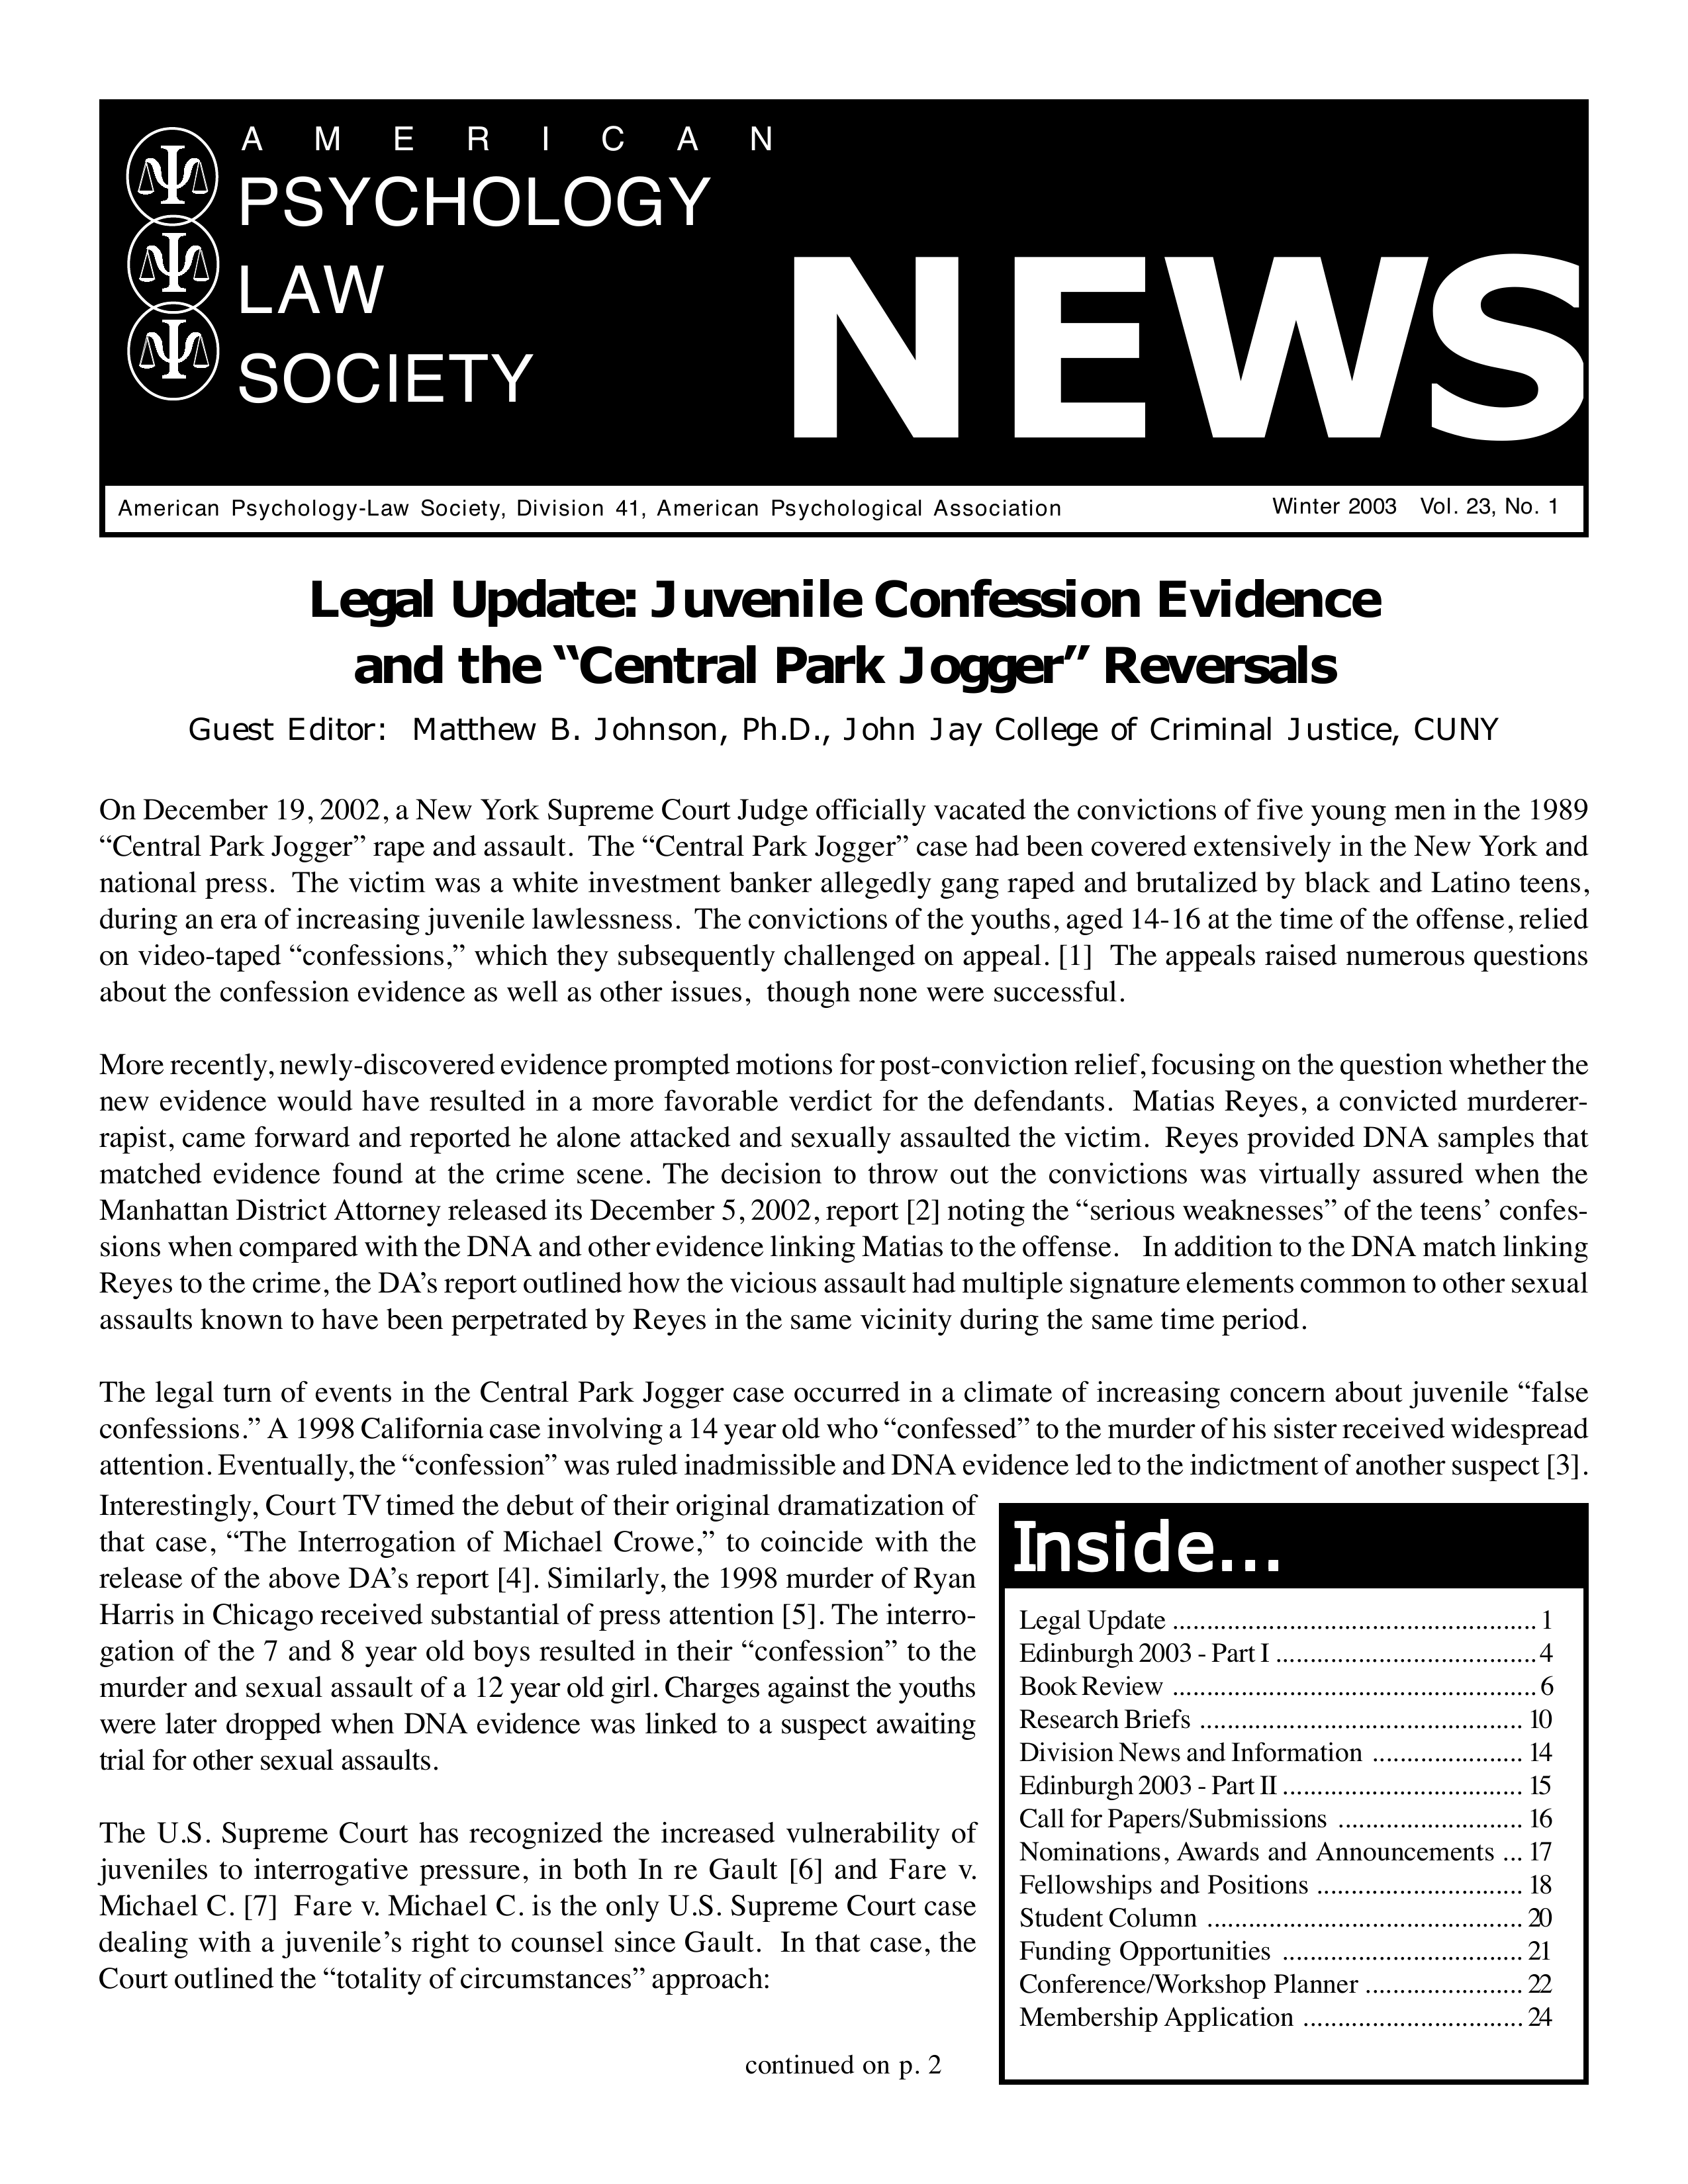 A M E R I C A N
PSYCHOLOGY
LAW
SOCIETY
NEWS
American Psychology-Law Society, Division 41, American Psychological Association
Winter 2003 Vol. 23, No. 1
Legal Update: Juvenile Confession Evidence
and the “Central Park Jogger” Reversals
Guest Editor: Matthew B. Johnson, Ph.D., John Jay College of Criminal Justice, CUNY
On December 19, 2002, a New York Supreme Court Judge officially vacated the convictions of five young men in the 1989
“Central Park Jogger” rape and assault. The “Central Park Jogger” case had been covered extensively in the New York and
national press. The victim was a white investment banker allegedly gang raped and brutalized by black and Latino teens,
during an era of increasing juvenile lawlessness. The convictions of the youths, aged 14-16 at the time of the offense, relied
on video-taped “confessions,” which they subsequently challenged on appeal. [1] The appeals raised numerous questions
about the confession evidence as well as other issues, though none were successful.
More recently, newly-discovered evidence prompted motions for post-conviction relief, focusing on the question whether the
new evidence would have resulted in a more favorable verdict for the defendants. Matias Reyes, a convicted murderer-
rapist, came forward and reported he alone attacked and sexually assaulted the victim. Reyes provided DNA samples that
matched evidence found at the crime scene. The decision to throw out the convictions was virtually assured when the
Manhattan District Attorney released its December 5, 2002, report [2] noting the “serious weaknesses” of the teens’ confes-
sions when compared with the DNA and other evidence linking Matias to the offense. In addition to the DNA match linking
Reyes to the crime, the DA’s report outlined how the vicious assault had multiple signature elements common to other sexual
assaults known to have been perpetrated by Reyes in the same vicinity during the same time period.
The legal turn of events in the Central Park Jogger case occurred in a climate of increasing concern about juvenile “false
confessions.” A 1998 California case involving a 14 year old who “confessed” to the murder of his sister received widespread
attention. Eventually, the “confession” was ruled inadmissible and DNA evidence led to the indictment of another suspect [3].
Interestingly, Court TV timed the debut of their original dramatization of
that case, “The Interrogation of Michael Crowe,” to coincide with the
release of the above DA’s report [4]. Similarly, the 1998 murder of Ryan
Harris in Chicago received substantial of press attention [5]. The interro-
gation of the 7 and 8 year old boys resulted in their “confession” to the
murder and sexual assault of a 12 year old girl. Charges against the youths
were later dropped when DNA evidence was linked to a suspect awaiting
trial for other sexual assaults.
The U.S. Supreme Court has recognized the increased vulnerability of
juveniles to interrogative pressure, in both In re Gault [6] and Fare v.
Michael C. [7] Fare v. Michael C. is the only U.S. Supreme Court case
dealing with a juvenile’s right to counsel since Gault. In that case, the
Court outlined the “totality of circumstances” approach:
continued on p. 2
Inside...
Legal Update ..................................................... 1
Edinburgh 2003 - Part I ...................................... 4
Book Review ..................................................... 6
Research Briefs ............................................... 10
Division News and Information ...................... 14
Edinburgh 2003 - Part II ................................... 15
Call for Papers/Submissions ........................... 16
Nominations, Awards and Announcements ... 17
Fellowships and Positions .............................. 18
Student Column .............................................. 20
Funding Opportunities ................................... 21
Conference/Workshop Planner ....................... 22
Membership Application ................................ 24